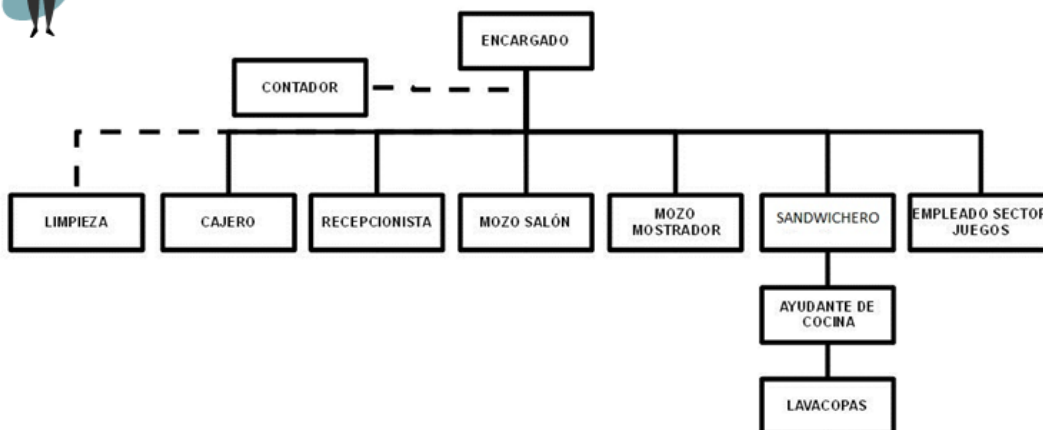 ENCARGADO
CONTADOR
LIMPIEZA
CAJERO
RECEPCIONISTA
MOZO SALÓN
MOZO
MOSTRADOR
SANDWICHERO
EMPLEADO SECTOR
JUEGOS
AYUDANTE DE
COCINA
LAVACOPAS